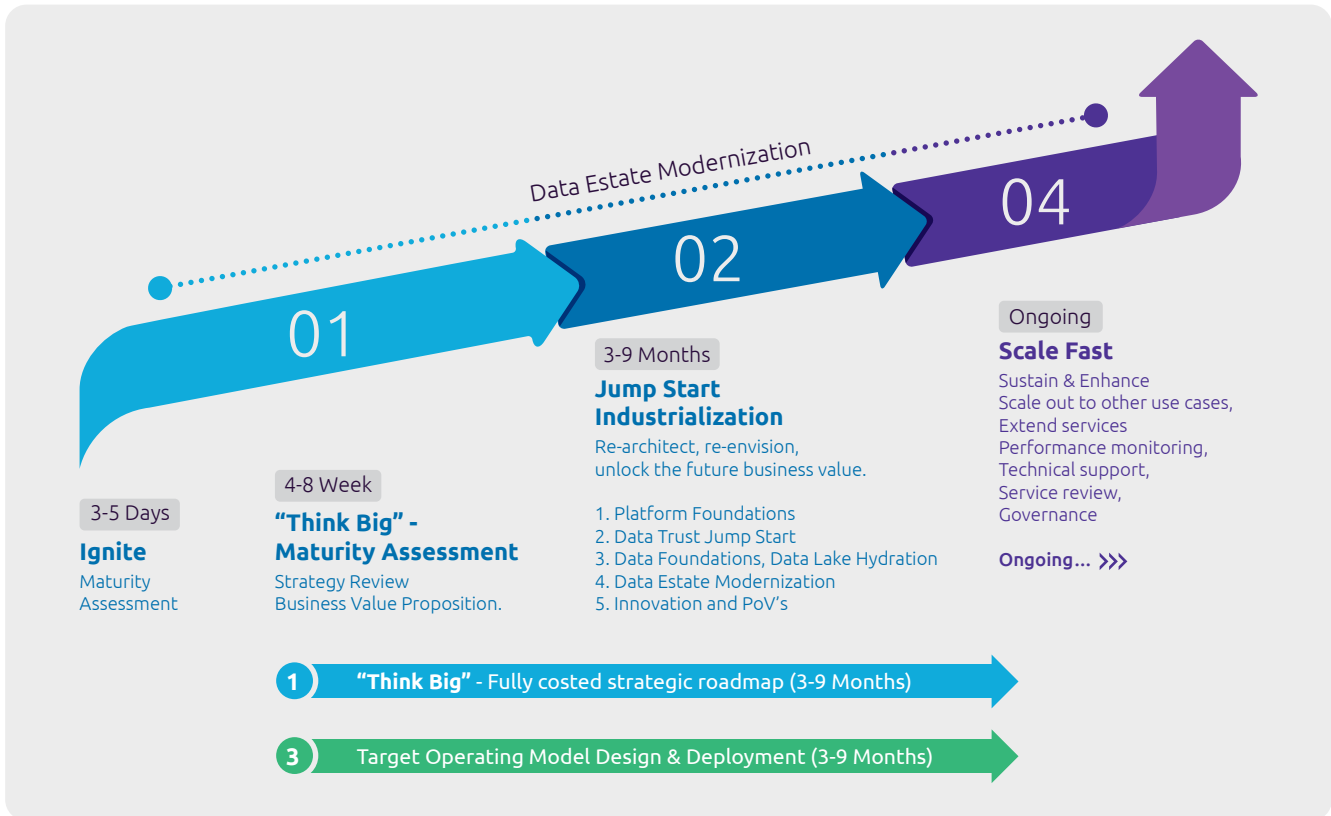 Data Estate Modernization
01
02
04
3-5 Days
Ignite
Maturity
Assessment
4-8 Week
“Think Big” -
Maturity Assessment
Strategy Review
Business Value Proposition.
3-9 Months
Jump Start
Industrialization
Re-architect, re-envision,
unlock the future business value.
1. Platform Foundations
2. Data Trust Jump Start
3. Data Foundations, Data Lake Hydration
4. Data Estate Modernization
5. Innovation and PoV's
Ongoing
Scale Fast
Sustain & Enhance
Scale out to other use cases,
Extend services
Performance monitoring,
Technical support,
Service review,
Governance
Ongoing...
1 “Think Big” - Fully costed strategic roadmap (3-9 Months)
3 Target Operating Model Design & Deployment (3-9 Months)